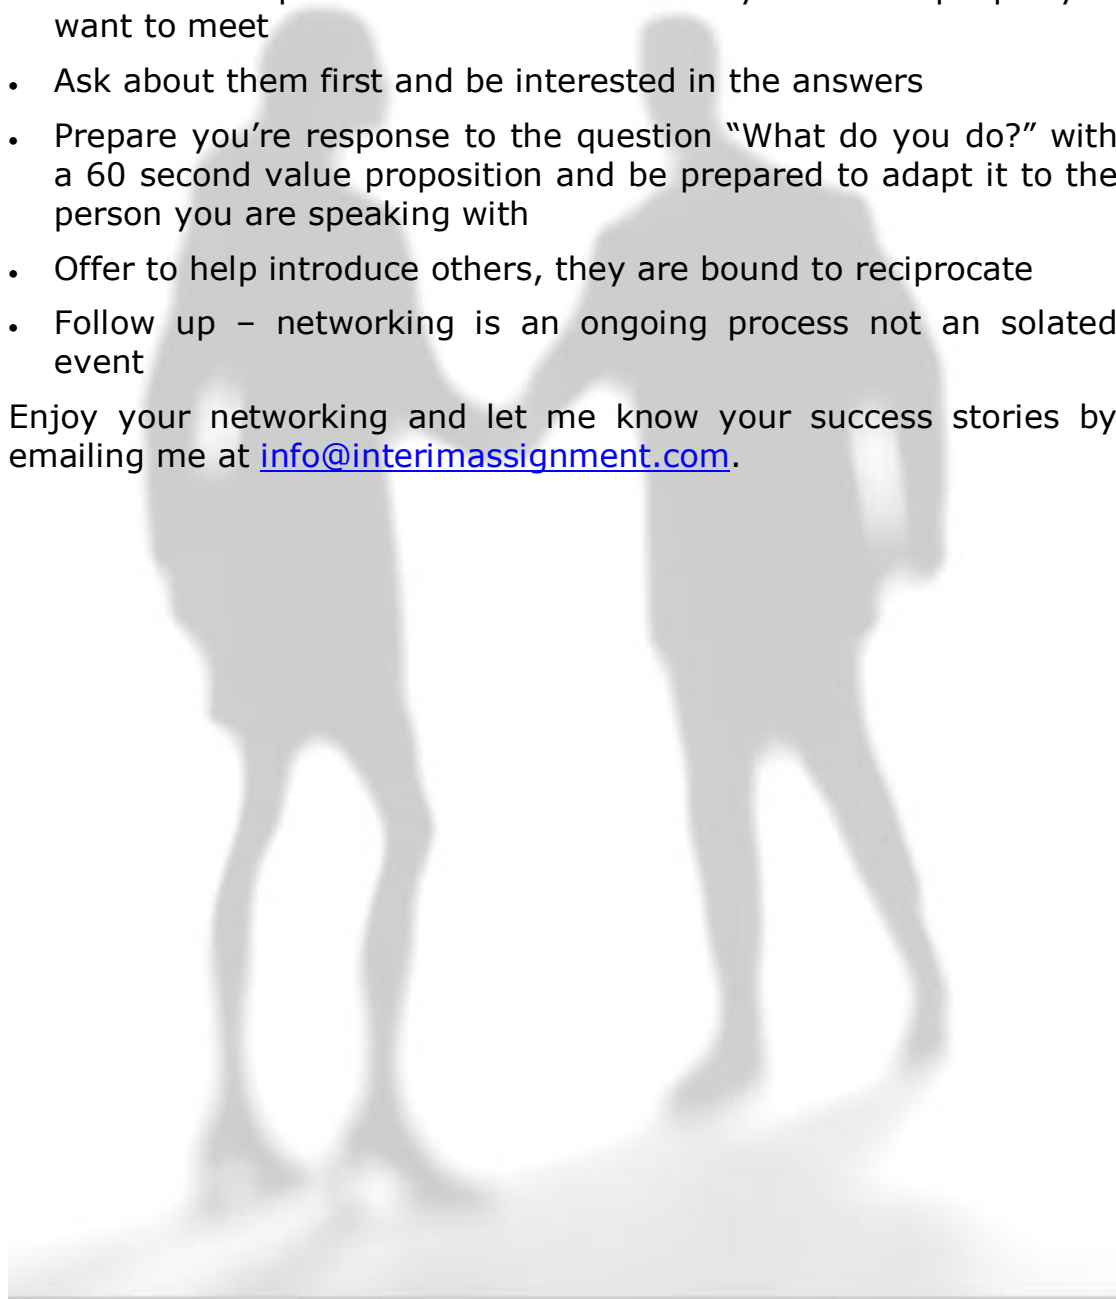 want to meet
• Ask about them first and be interested in the answers
• Prepare you’re response to the question “What do you do?” with
a 60 second value proposition and be prepared to adapt it to the
person you are speaking with
• Offer to help introduce others, they are bound to reciprocate
• Follow up – networking is an ongoing process not an solated
event
Enjoy your networking and let me know your success stories by
emailing me at info@interimassignment.com.